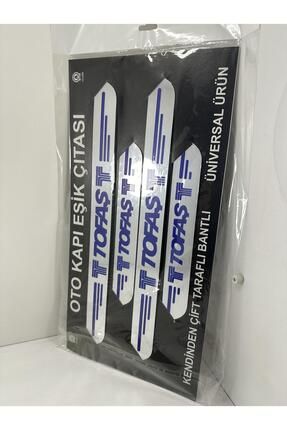 OTO KAPI EŞİK ÇITASI
TOFAŞ
TOFAŞ
TOFAŞ
TOFAŞ
KENDİNDEN ÇİFT TARAFLI BANTLI
ÜNİVERSAL ÜRÜN